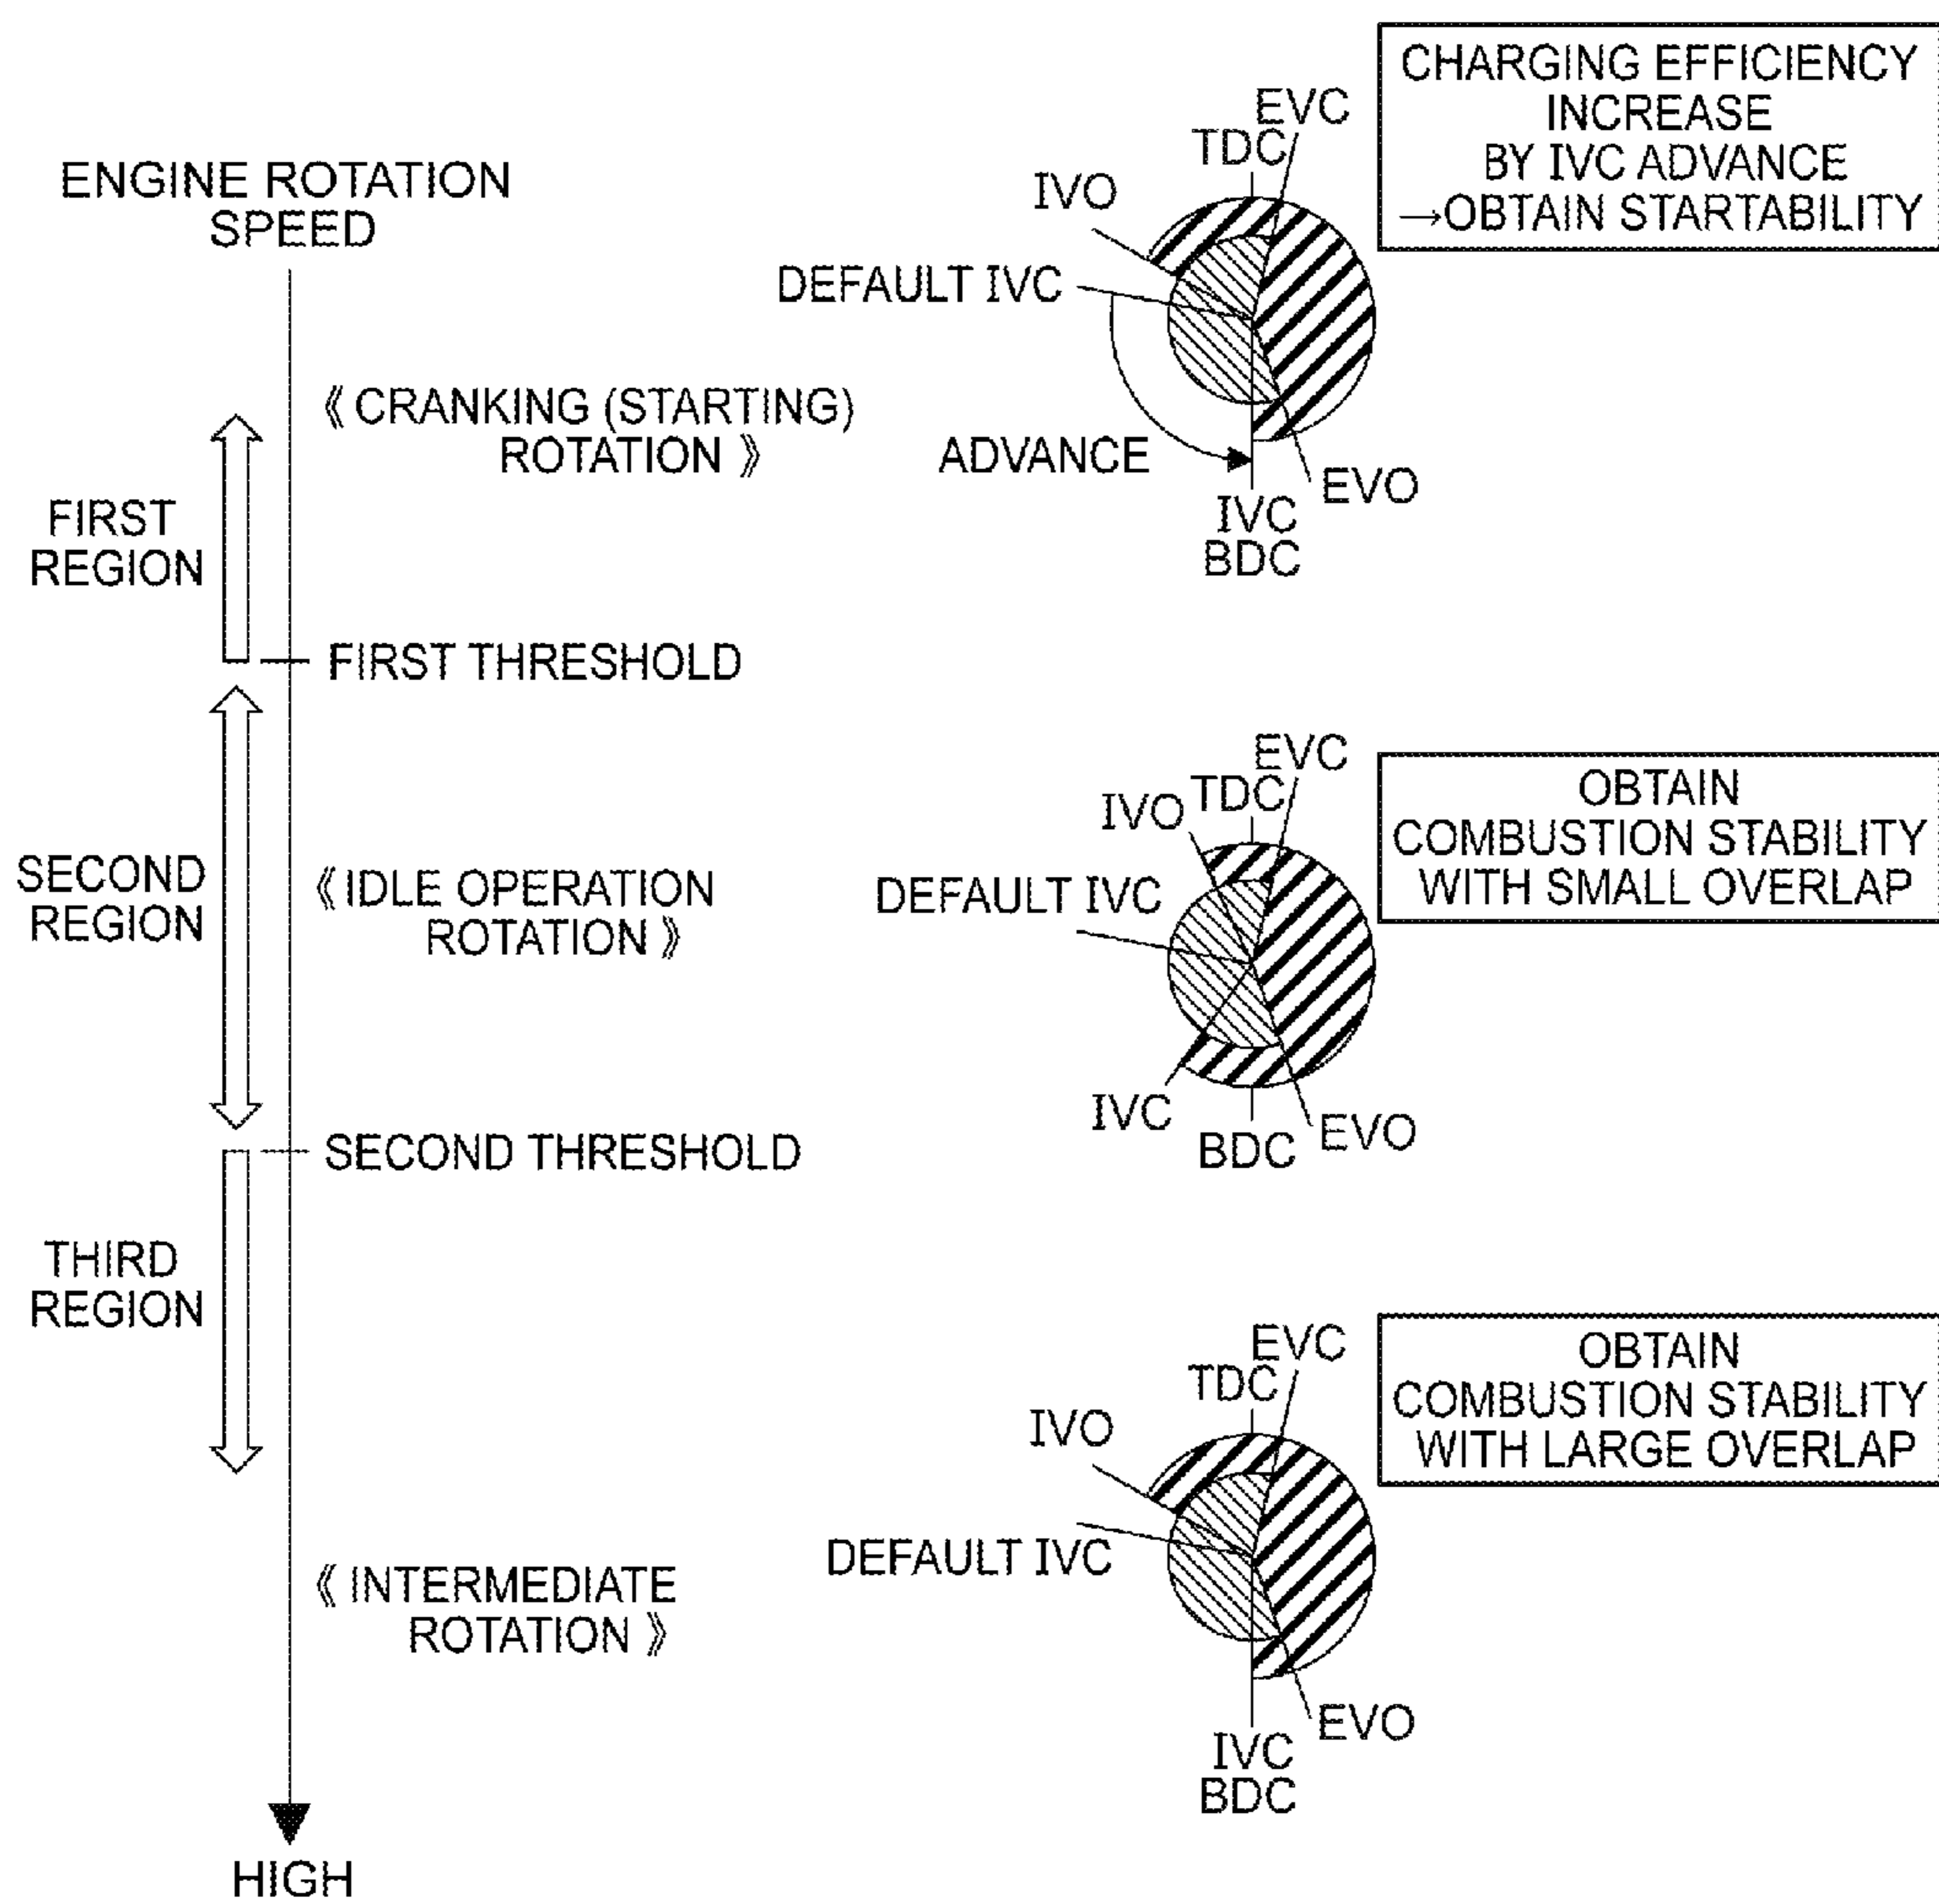 ENGINE ROTATION
SPEED
《 CRANKING (STARTING)
ROTATION 》
FIRST
REGION
FIRST THRESHOLD
SECOND
REGION
《 IDLE OPERATION
ROTATION 》
SECOND THRESHOLD
THIRD
REGION
《 INTERMEDIATE
ROTATION 》
HIGH
EVC
TDC
IVO
DEFAULT IVC
ADVANCE
EVO
IVC
BDC
CHARGING EFFICIENCY
INCREASE
BY IVC ADVANCE
→OBTAIN STARTABILITY
EVC
TDC
IVO
DEFAULT IVC
IVC
EVO
BDC
OBTAIN
COMBUSTION STABILITY
WITH SMALL OVERLAP
EVC
TDC
IVO
DEFAULT IVC
EVO
IVC
BDC
OBTAIN
COMBUSTION STABILITY
WITH LARGE OVERLAP